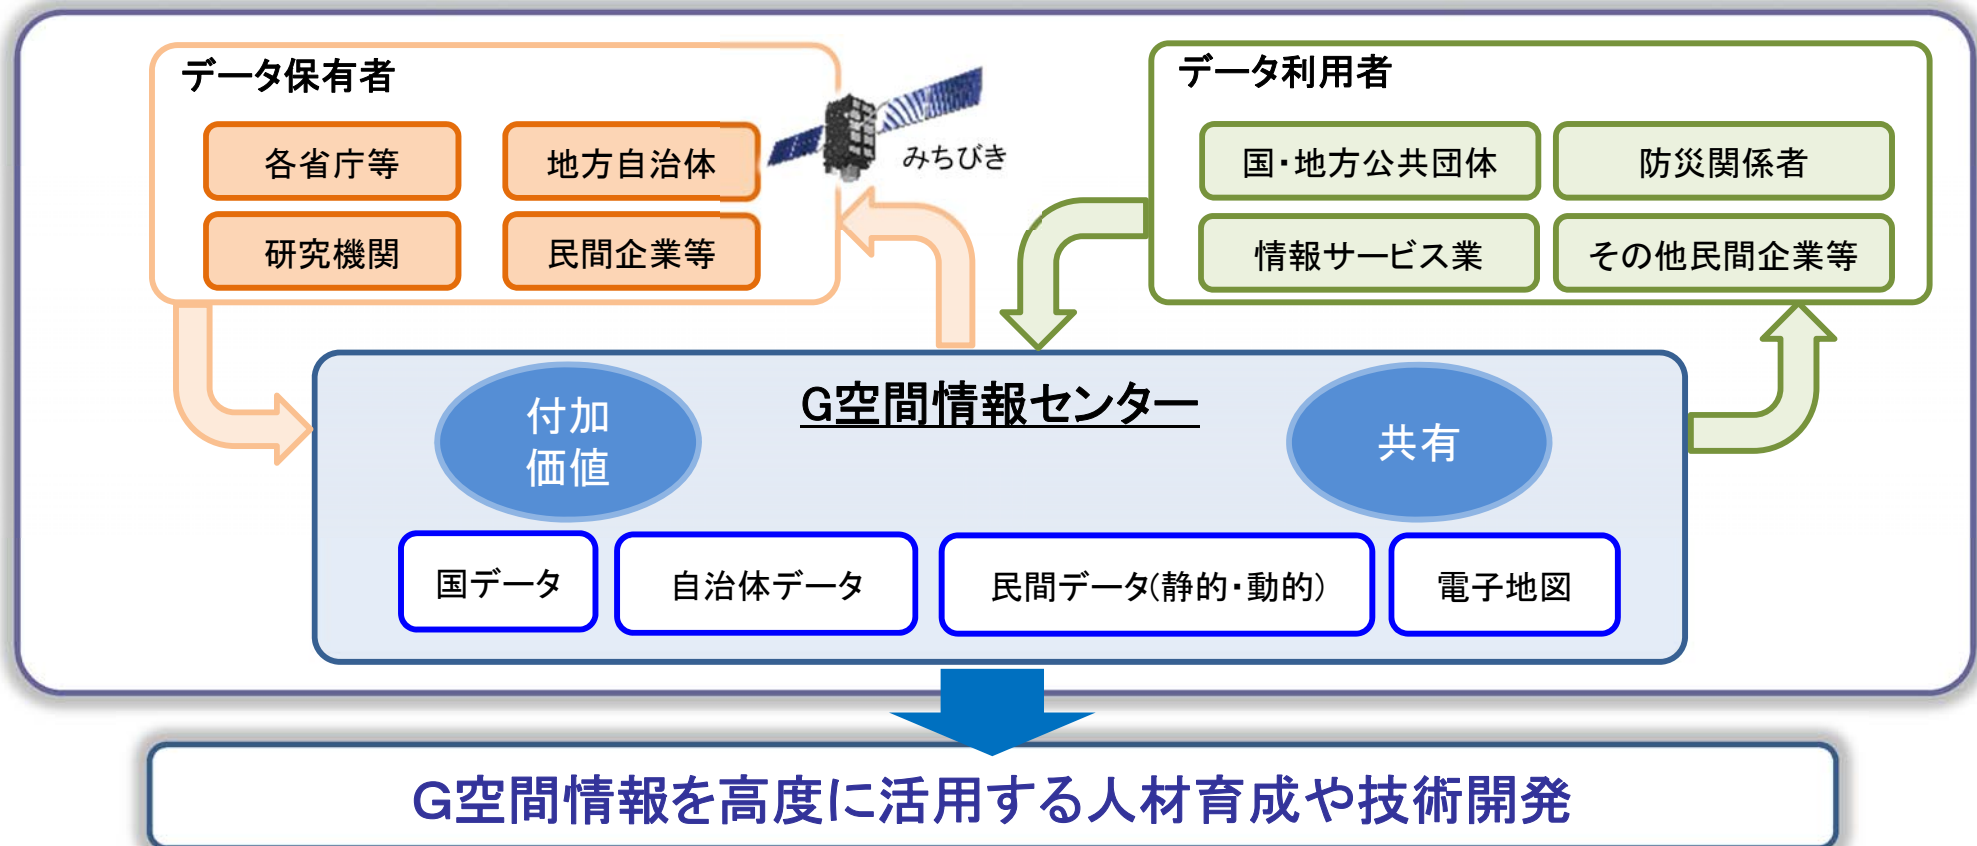 データ保有者
各省庁等
地方自治体
研究機関
民間企業等
みちびき
データ利用者
国・地方公共団体
防災関係者
情報サービス業
その他民間企業等
G空間情報センター
付加
価値
共有
国データ
自治体データ
民間データ(静的・動的)
電子地図
G空間情報を高度に活用する人材育成や技術開発